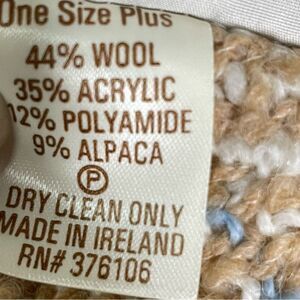 One Size Plus
44% WOOL
35% ACRYLIC
12% POLYAMIDE
9% ALPACA
P
DRY CLEAN ONLY
MADE IN IRELAND
RN# 376106